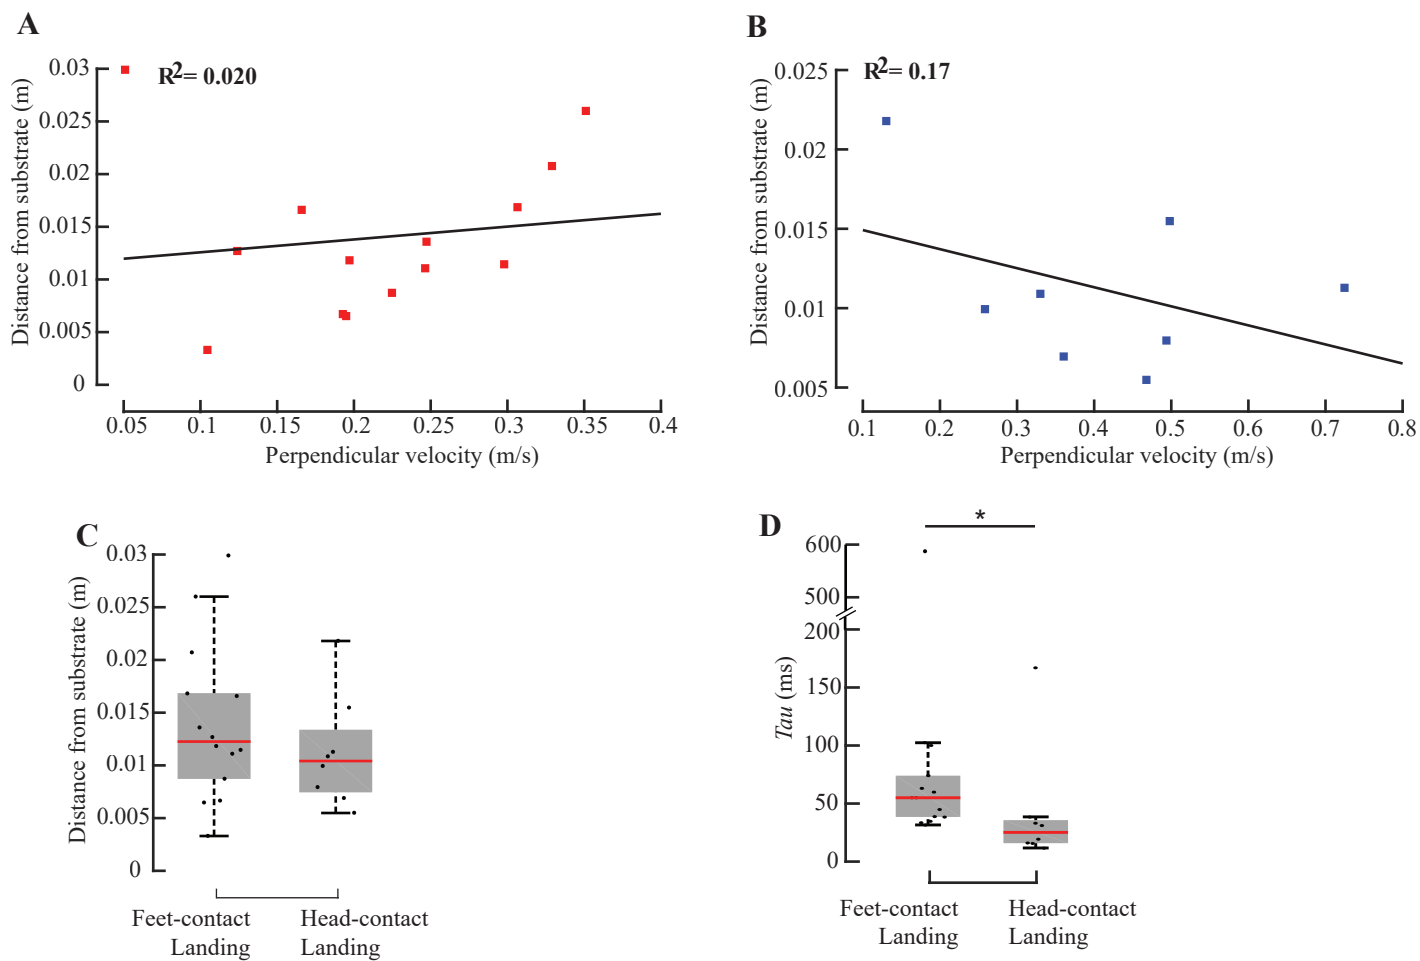 A
R²= 0.020
Distance from substrate (m)
0.03
0.025
0.02
0.015
0.01
0.005
0
0.05 0.1 0.15 0.2 0.25 0.3 0.35 0.4
Perpendicular velocity (m/s)
B
R²= 0.17
Distance from substrate (m)
0.025
0.02
0.015
0.01
0.005
0.1 0.2 0.3 0.4 0.5 0.6 0.7 0.8
Perpendicular velocity (m/s)
C
Distance from substrate (m)
0.03
0.025
0.02
0.015
0.01
0.005
0
Feet-contact
Landing
Head-contact
Landing
D
*
Tau (ms)
600
500
200
150
100
50
0
Feet-contact
Landing
Head-contact
Landing